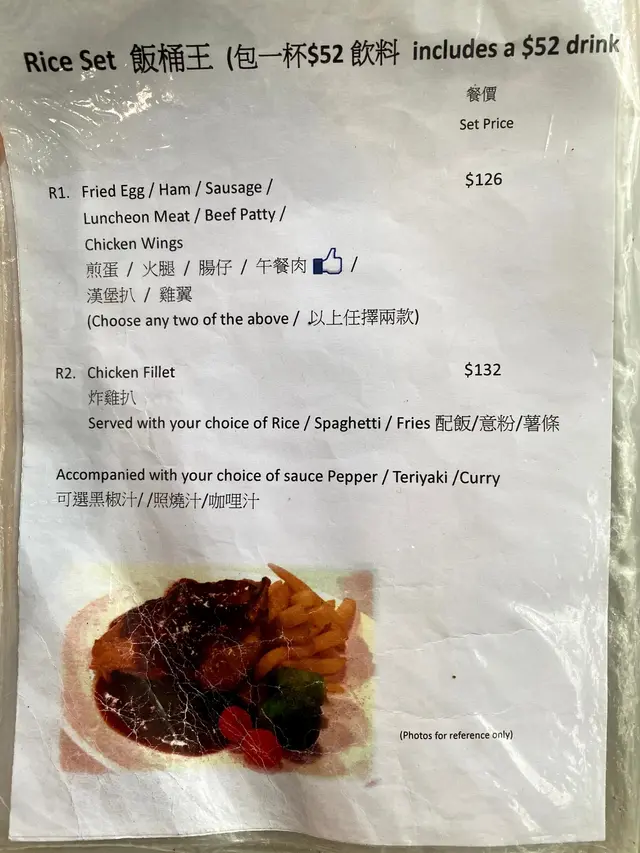 Rice Set 飯桶王 (包一杯$52 飲料 includes a $52 drink
餐價
Set Price
R1. Fried Egg / Ham / Sausage / $126
Luncheon Meat / Beef Patty /
Chicken Wings
煎蛋 / 火腿 / 腸仔 / 午餐肉 /
漢堡扒 / 雞翼
(Choose any two of the above / 以上任擇兩款)
R2. Chicken Fillet $132
炸雞扒
Served with your choice of Rice / Spaghetti / Fries 配飯/意粉/薯條
Accompanied with your choice of sauce Pepper / Teriyaki /Curry
可選黑椒汁/ /照燒汁/咖哩汁
(Photos for reference only)